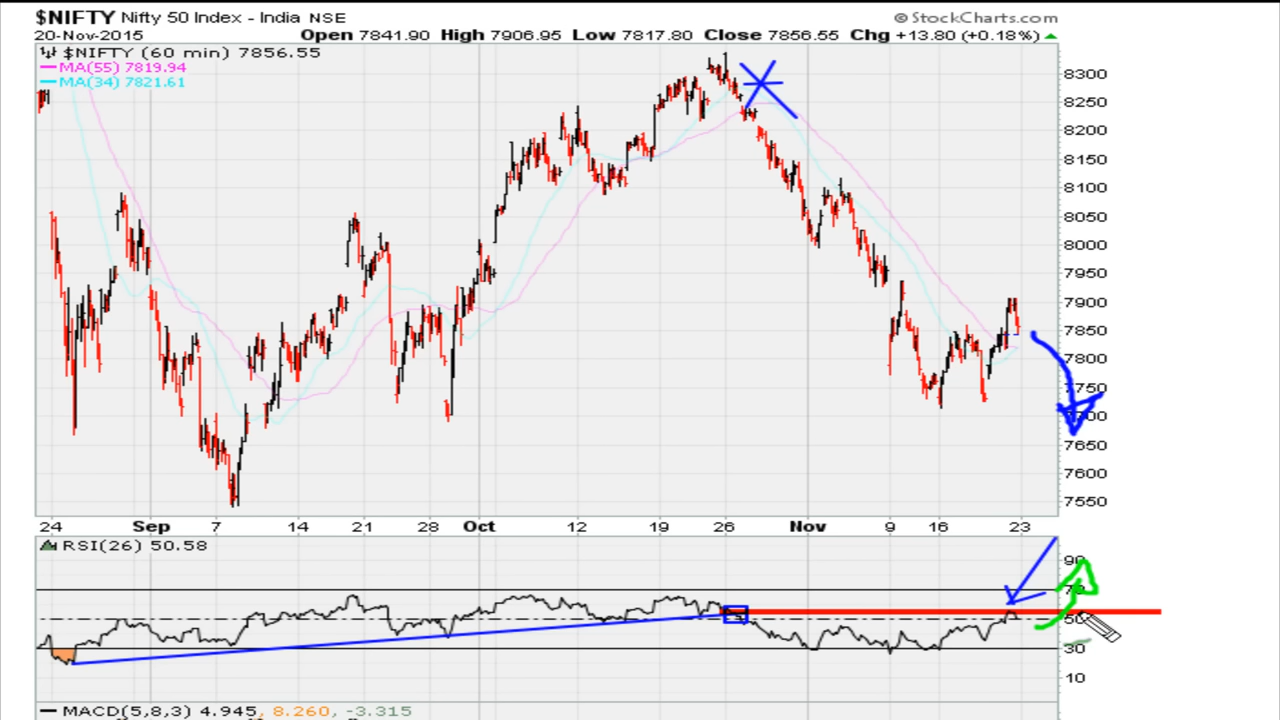 $NIFTY Nifty 50 Index - India NSE © StockCharts.com
20-Nov-2015 Open 7841.90 High 7906.95 Low 7817.80 Close 7856.55 Chg +13.80 (+0.18%)
$NIFTY (60 min) 7856.55
MA(55) 7819.94
MA(34) 7821.61
8300
8250
8200
8150
8100
8050
8000
7950
7900
7850
7800
7750
7700
7650
7600
7550
24 Sep 7 14 21 28 Oct 12 19 26 Nov 9 16 23
RSI(26) 50.58
90
70
50
30
10
MACD(5,8,3) 4.945, 8.260, -3.315